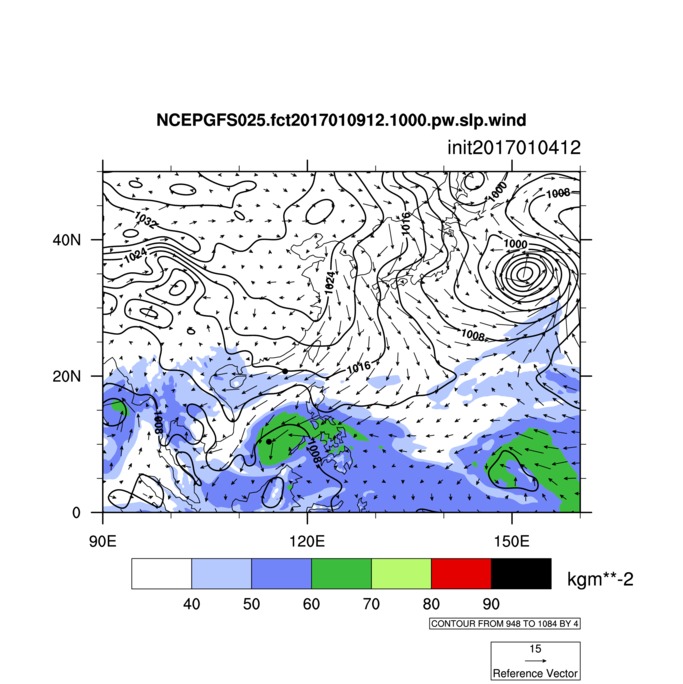 NCEPGFS025.fct2017010912.1000.pw.slp.wind
init2017010412
1000
1008
1032
1016
40N
1024
1000
1024
1008
1016
20N
1008
1008
0
90E 120E 150E
kgm**-2
40 50 60 70 80 90
CONTOUR FROM 948 TO 1084 BY 4
15
Reference Vector